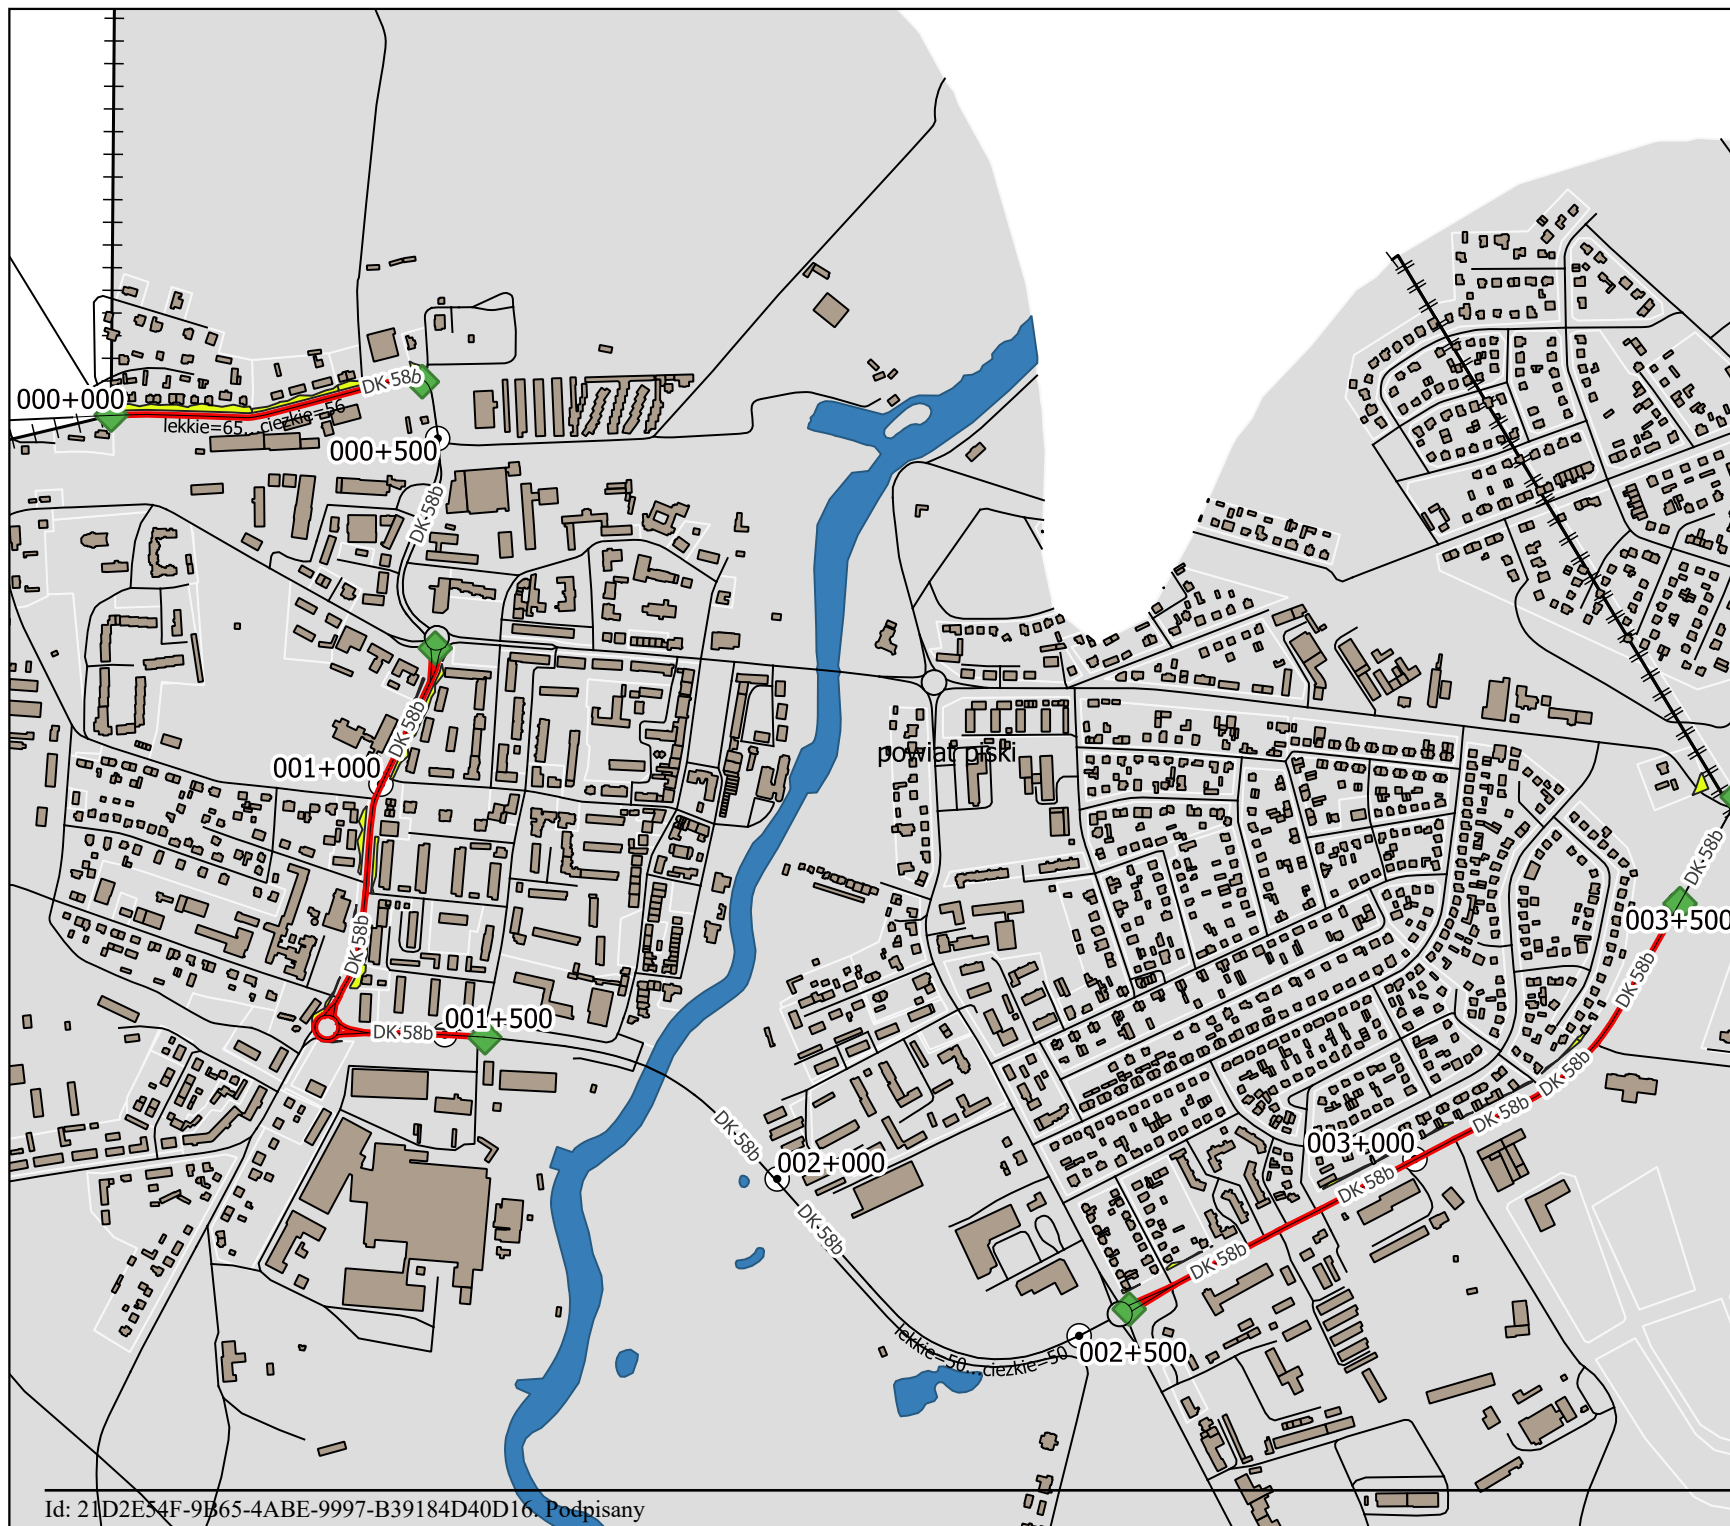 DK-58b
000+000
lekkie=65...ciezkie=56
000+500
DK-58b
DK-58b
powiat piski
001+000
DK-58b
003+500
DK-58b
DK-58b
001+500
DK-58b
DK-58b
DK-58b
DK-58b
003+000
002+000
DK-58b
DK-58b
DK-58b
lekkie=50...ciezkie=50
002+500
Id: 21D2E54F-9B65-4ABE-9997-B39184D40D16. Podpisany